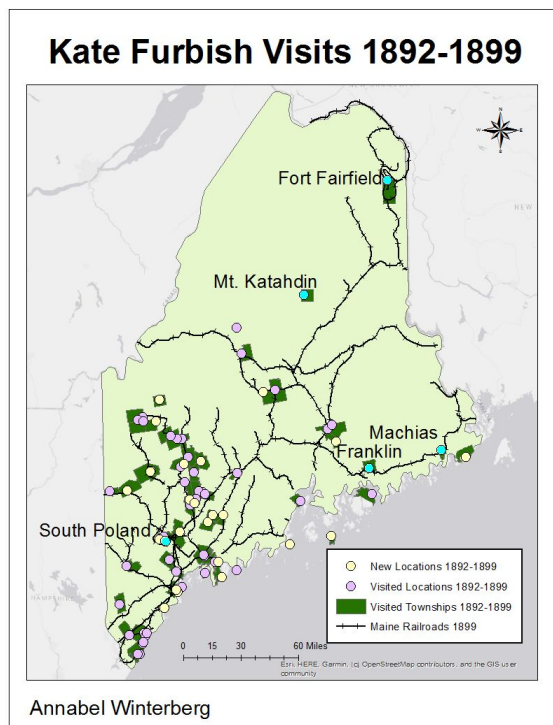 Kate Furbish Visits 1892-1899
N
W
E
S
Fort Fairfield
NEW
Mt. Katahdin
Machias
Franklin
South Poland
New Locations 1892-1899
Visited Locations 1892-1899
Visited Townships 1892-1899
Maine Railroads 1899
0 15 30 60 Miles
Esri, HERE, Garmin, (c) OpenStreetMap contributors, and the GIS user
community
Annabel Winterberg